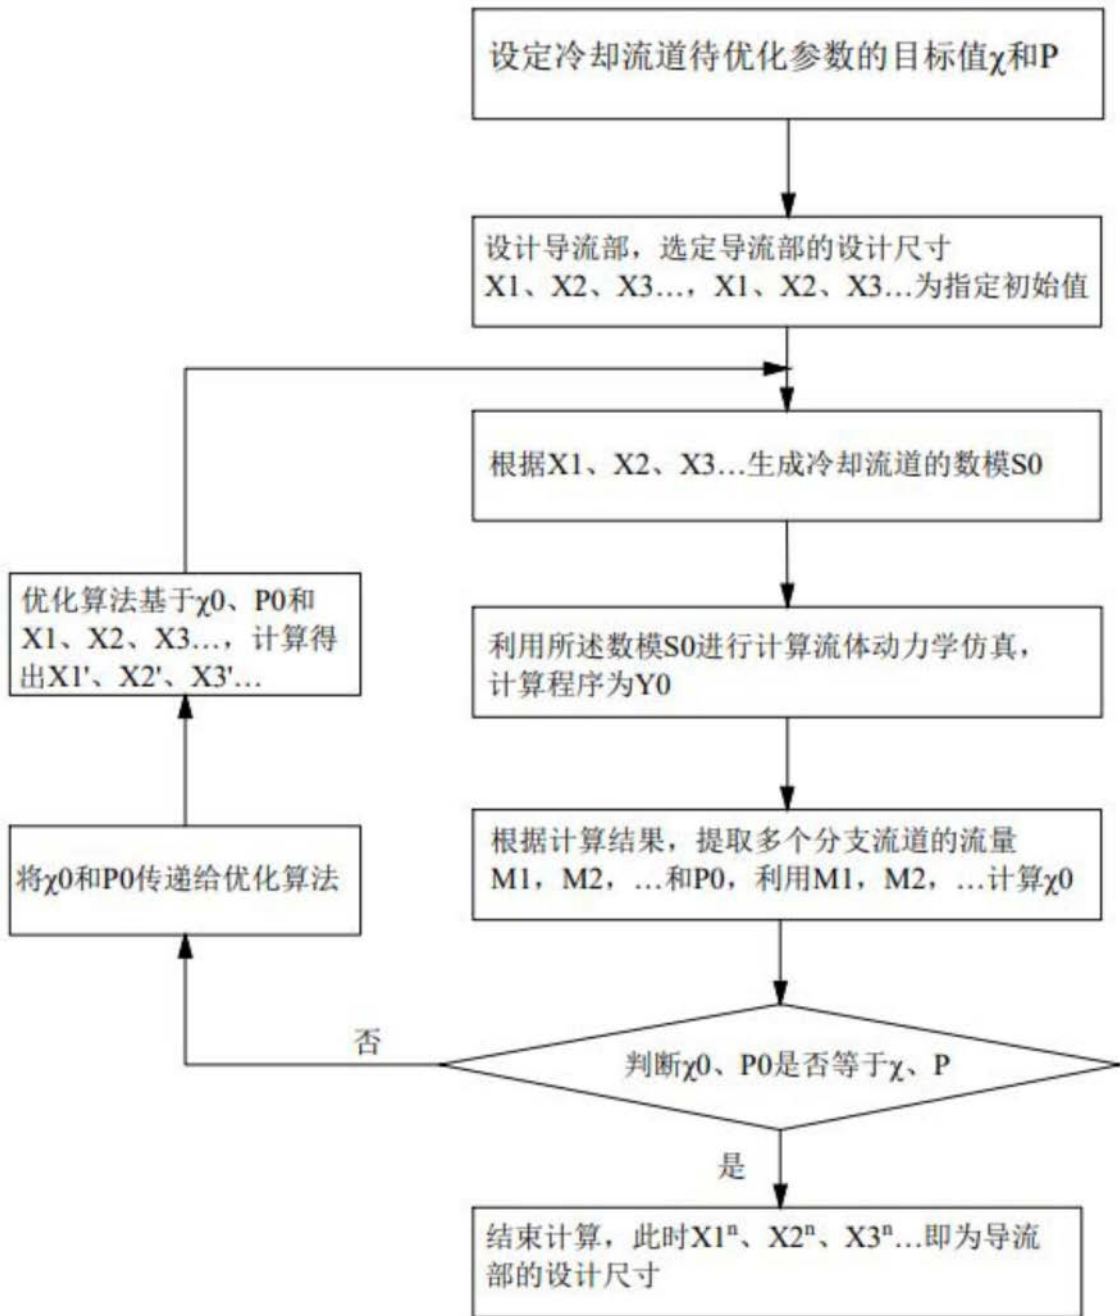 设定冷却流道待优化参数的目标值χ和P
设计导流部，选定导流部的设计尺寸
X1、X2、X3…，X1、X2、X3…为指定初始值
根据X1、X2、X3…生成冷却流道的数模S0
利用所述数模S0进行计算流体动力学仿真，
计算程序为Y0
根据计算结果，提取多个分支流道的流量
M1，M2，…和P0，利用M1，M2，…计算χ0
判断χ0、P0是否等于χ、P
否
将χ0和P0传递给优化算法
优化算法基于χ0、P0和
X1、X2、X3…，计算得
出X1'、X2'、X3'…
是
结束计算，此时X1ⁿ、X2ⁿ、X3ⁿ…即为导流
部的设计尺寸